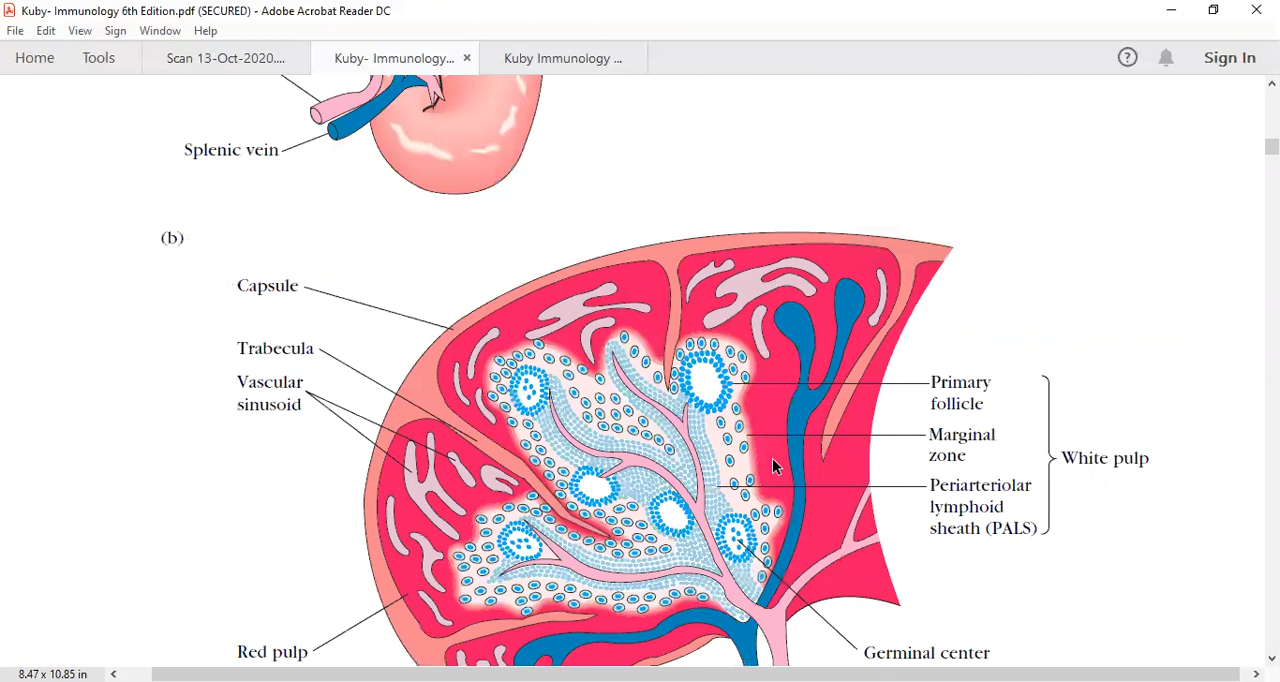 Kuby- Immunology 6th Edition.pdf (SECURED) - Adobe Acrobat Reader DC
File Edit View Sign Window Help
Home Tools Scan 13-Oct-2020.... Kuby- Immunology... × Kuby Immunology ... ? Sign In
Splenic vein
(b)
Capsule
Trabecula
Vascular
sinusoid
Red pulp
Primary
follicle
Marginal
zone
Periarteriolar
lymphoid
sheath (PALS)
White pulp
Germinal center
8.47 x 10.85 in